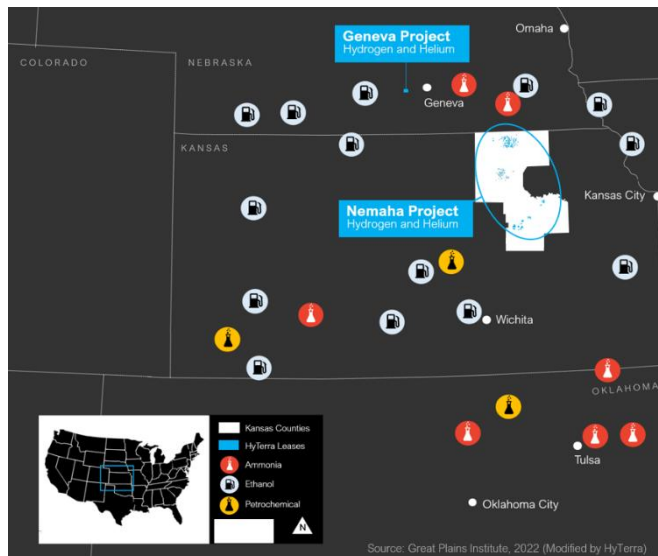 Omaha
Geneva Project
Hydrogen and Helium
COLORADO
NEBRASKA
Geneva
KANSAS
Kansas City
Nemaha Project
Hydrogen and Helium
Wichita
OKLAHOMA
Kansas Counties
HyTerra Leases
Ammonia
Ethanol
Petrochemical
N
Tulsa
Oklahoma City
Source: Great Plains Institute, 2022 (Modified by HyTerra)